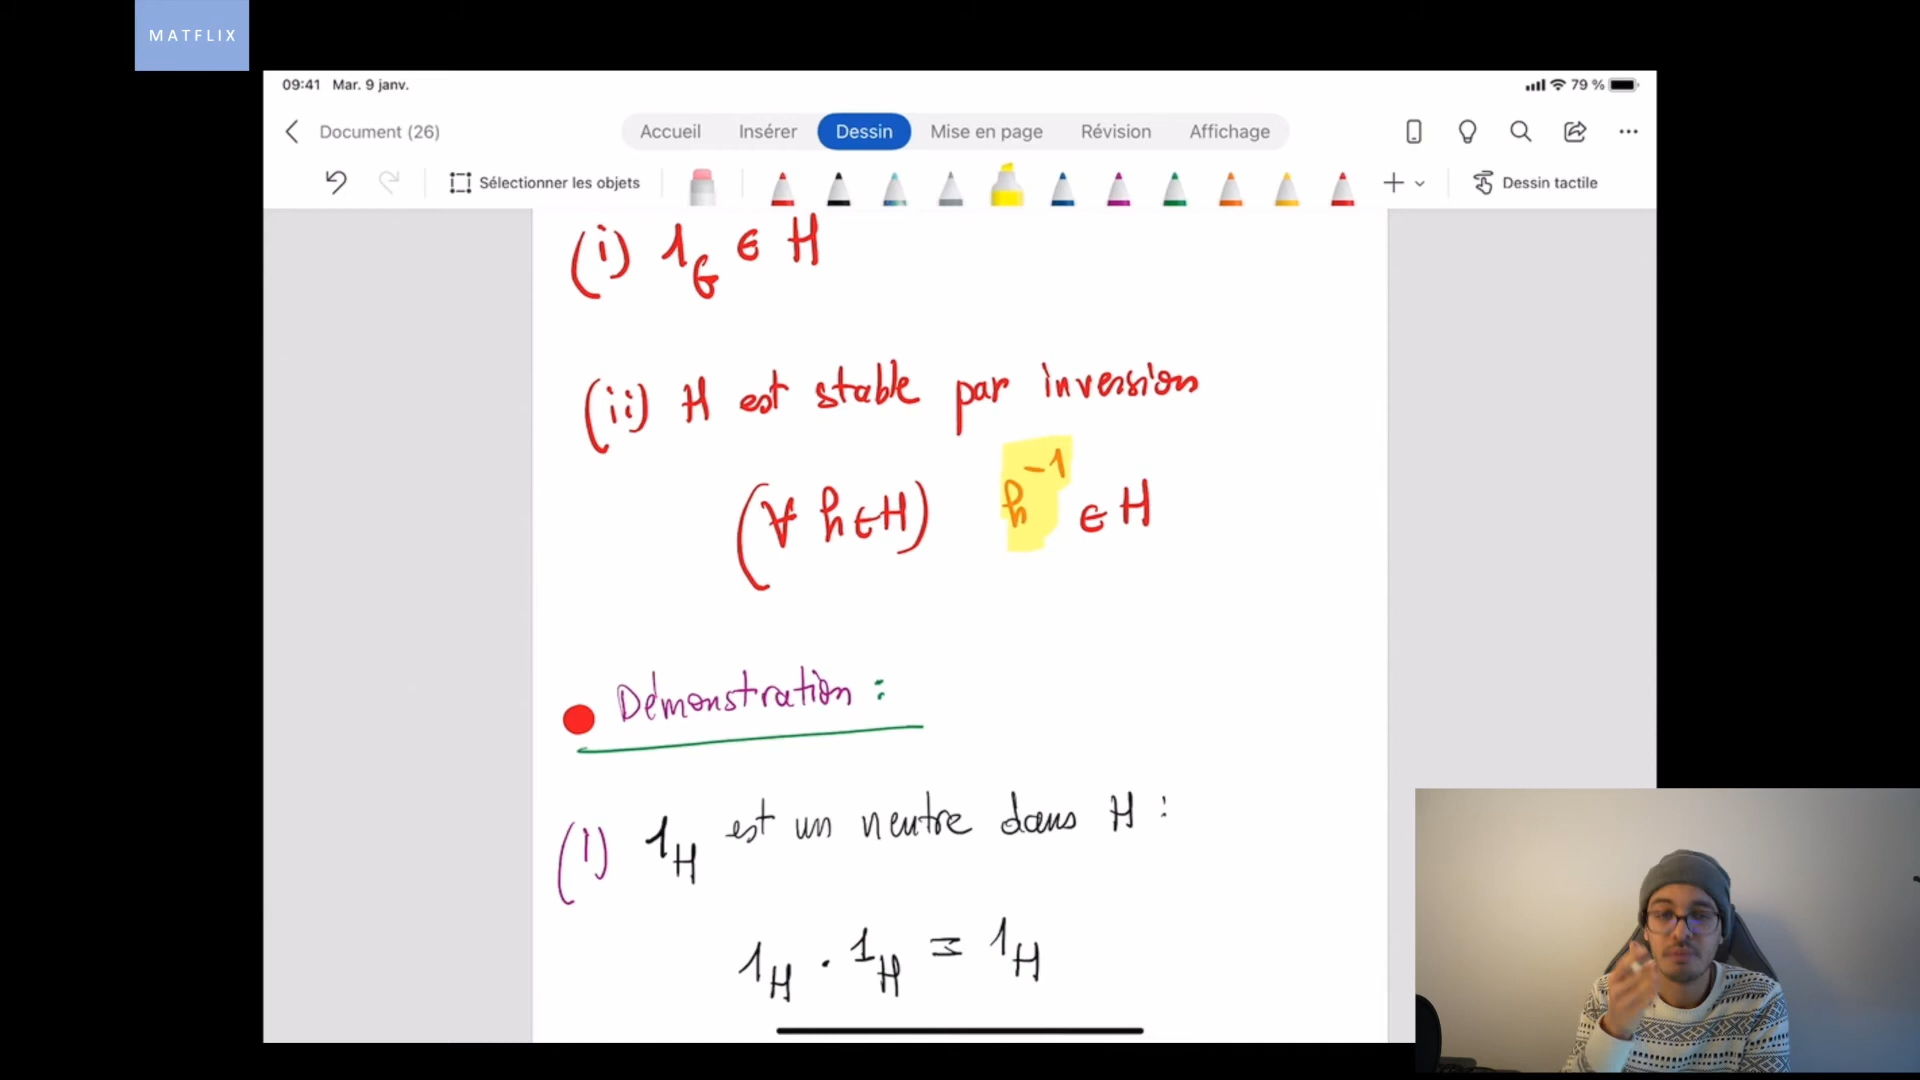 MATFLIX
09:41 Mar. 9 janv. 79 %
Document (26) Accueil Insérer Dessin Mise en page Révision Affichage
Sélectionner les objets Dessin tactile
(i) 1_G ∈ H
(ii) H est stable par inversion
(∀ h ∈ H) h⁻¹ ∈ H
Démonstration :
(i) 1_H est un neutre dans H :
1_H · 1_H = 1_H